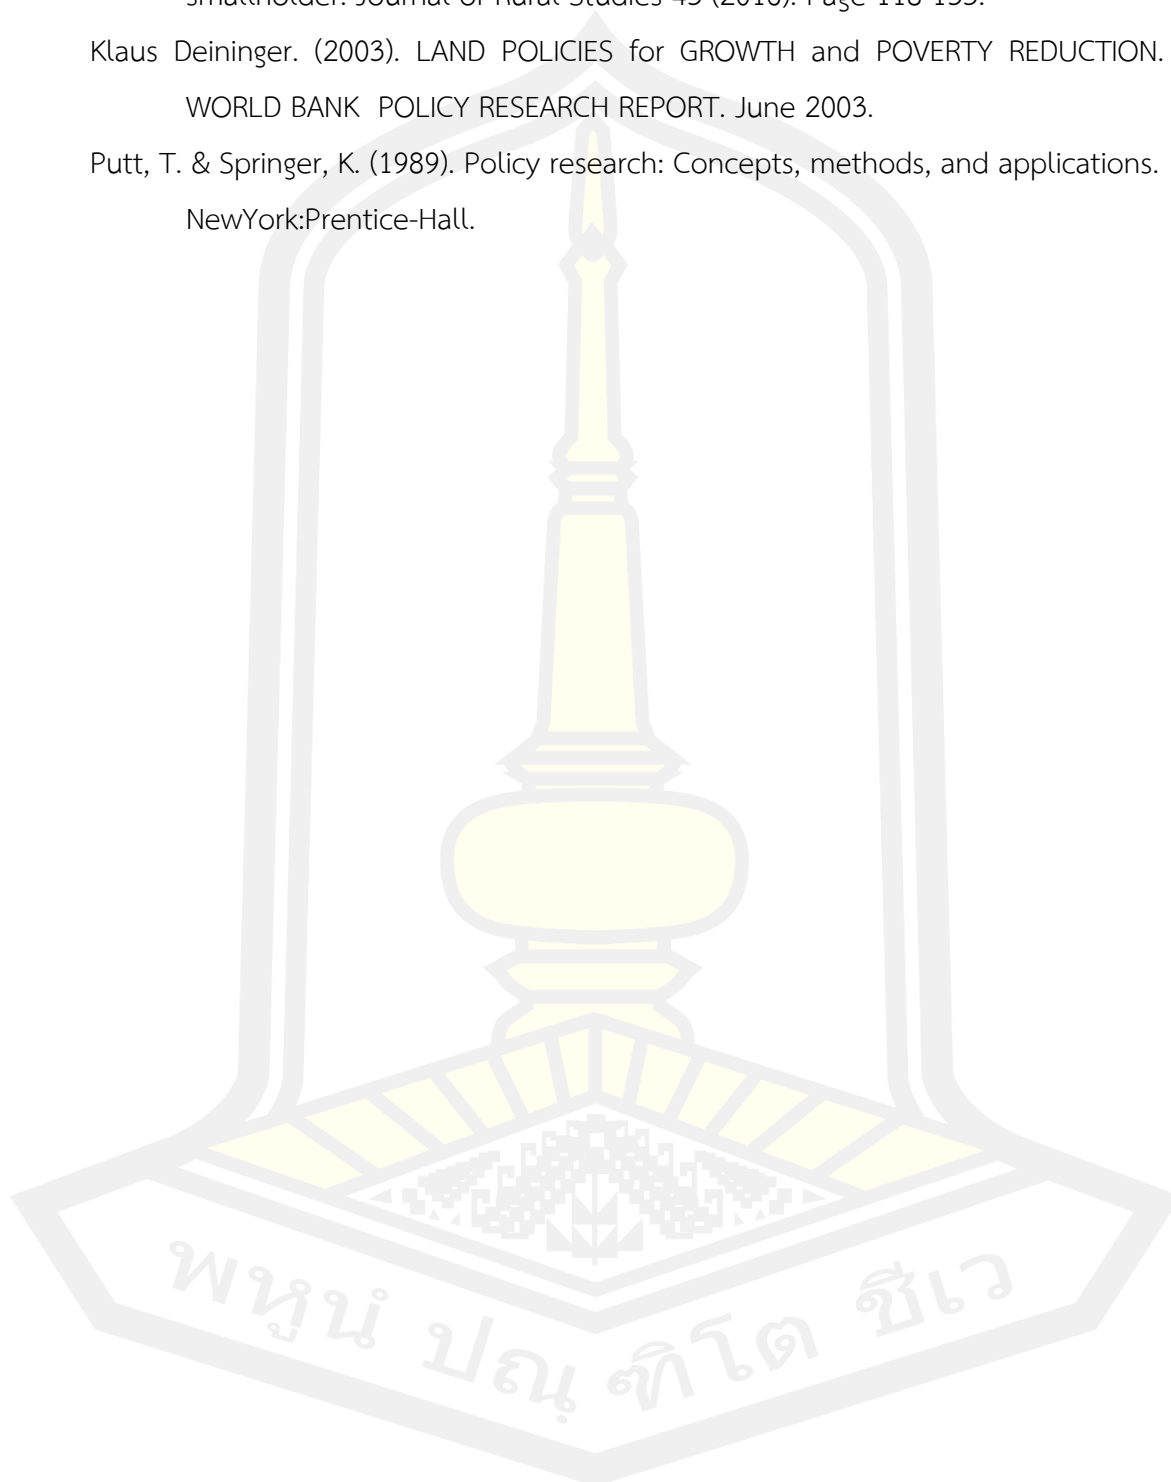 smallholder. Journal of Rural Studies 45 (2016). Page
Klaus Deininger. (2003). LAND POLICIES for GROWTH and POVERTY REDUCTION.
WORLD BANK POLICY RESEARCH REPORT. June 2003.
Putt, T. & Springer, K. (1989). Policy research: Concepts, methods, and applications.
NewYork:Prentice-Hall.
พหูนํ ปณฺฑิโต ชีเว